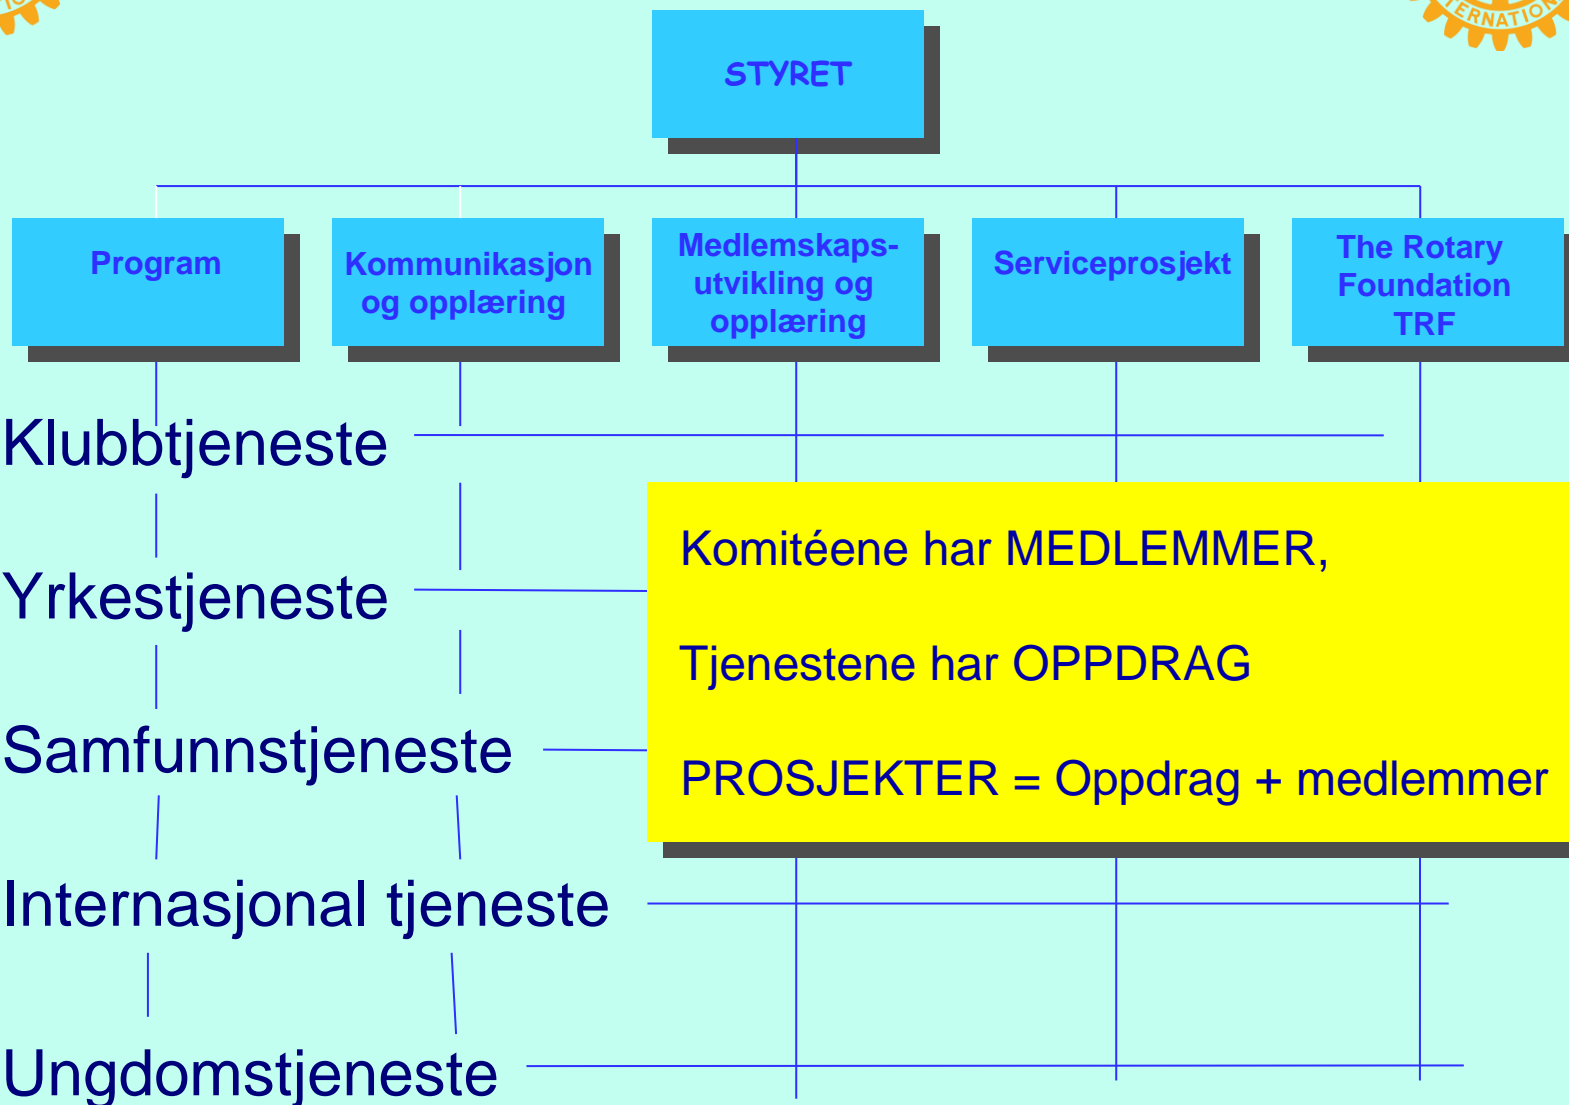 ERNATION
STYRET
Program
Kommunikasjon
og opplæring
Medlemskaps-
utvikling og
opplæring
Serviceprosjekt
The Rotary
Foundation
TRF
Klubbtjeneste
Yrkestjeneste
Samfunnstjeneste
Internasjonal tjeneste
Ungdomstjeneste
Komitéene har MEDLEMMER,
Tjenestene har OPPDRAG
PROSJEKTER = Oppdrag + medlemmer